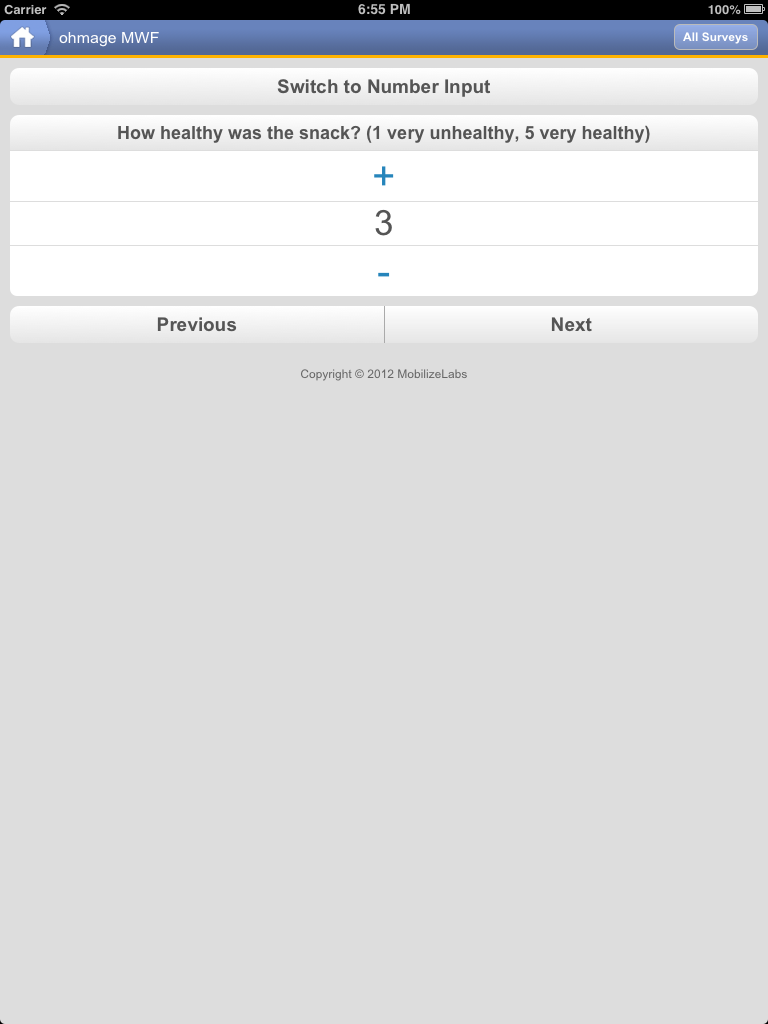 Carrier 6:55 PM 100%
ohmage MWF All Surveys
Switch to Number Input
How healthy was the snack? (1 very unhealthy, 5 very healthy)
+
3
-
Previous Next
Copyright © 2012 MobilizeLabs